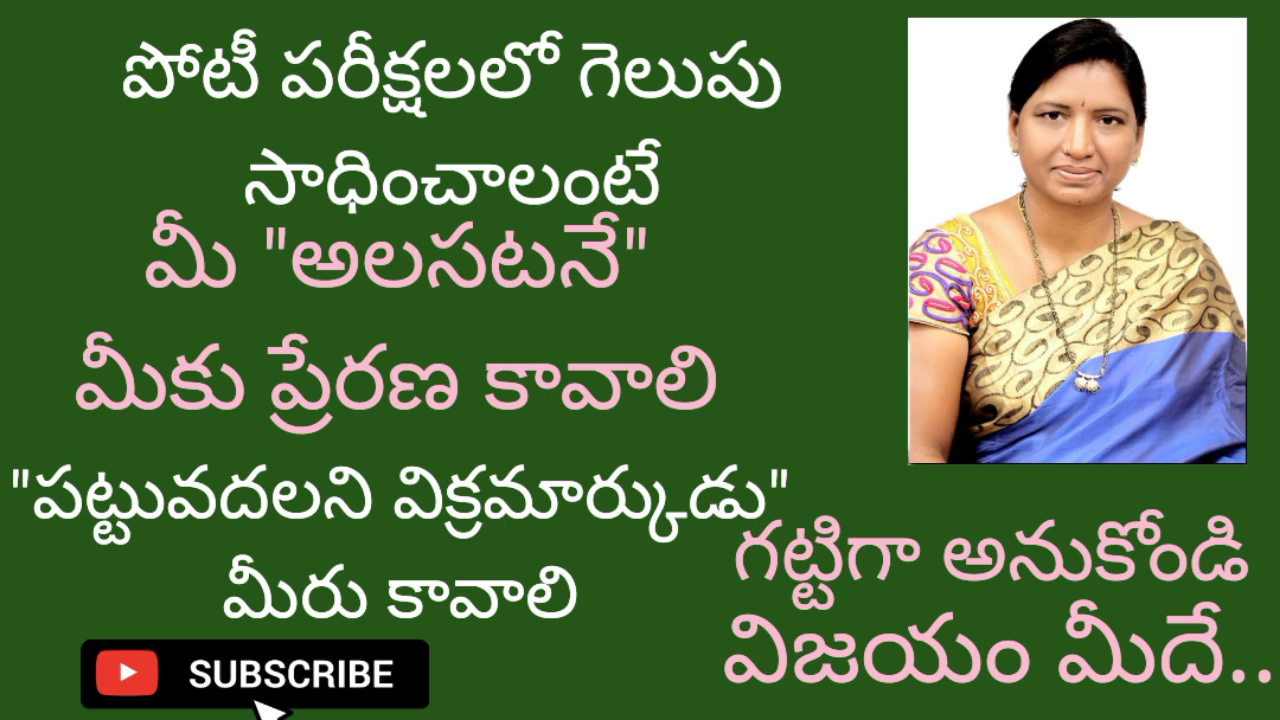 పోటీ పరీక్షలలో గెలుపు
సాధించాలంటే
మీ "అలసటనే"
మీకు ప్రేరణ కావాలి
"పట్టువదలని విక్రమార్కుడు"
మీరు కావాలి
గట్టిగా అనుకోండి
విజయం మీదే..
SUBSCRIBE